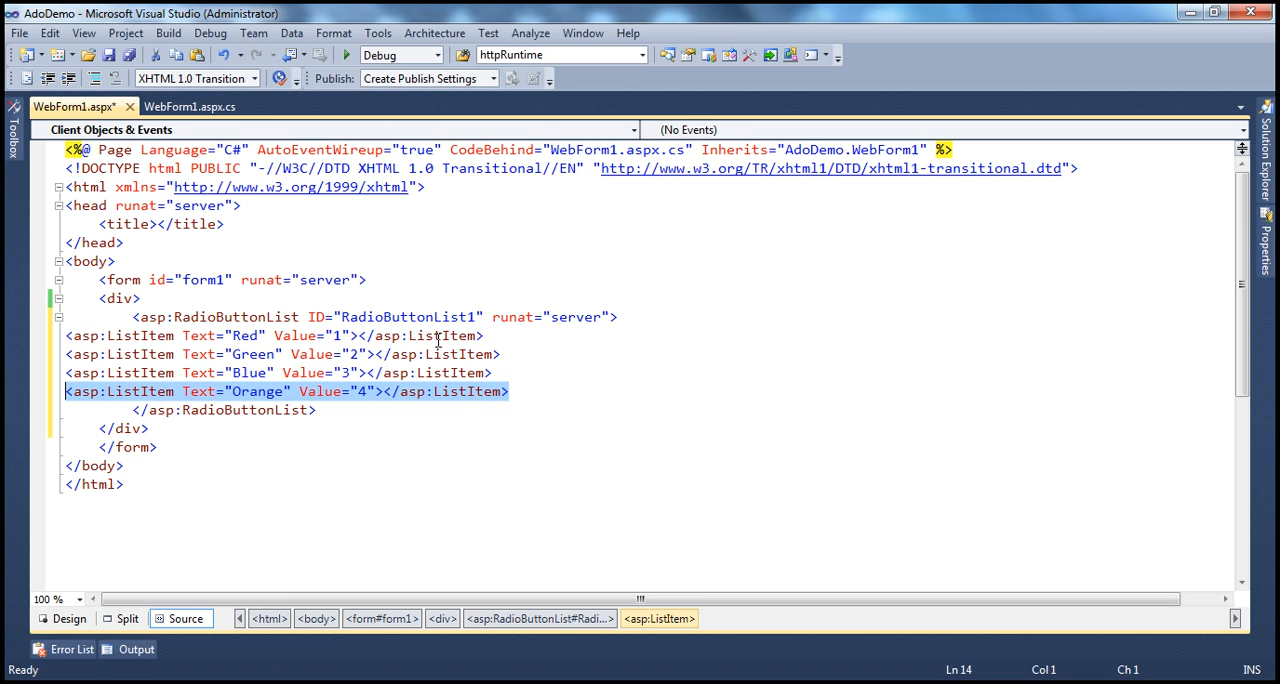 AdoDemo - Microsoft Visual Studio (Administrator)
File Edit View Project Build Debug Team Data Format Tools Architecture Test Analyze Window Help
Debug httpRuntime
XHTML 1.0 Transition Publish: Create Publish Settings
WebForm1.aspx* WebForm1.aspx.cs
Toolbox
Client Objects & Events (No Events)
<%@ Page Language="C#" AutoEventWireup="true" CodeBehind="WebForm1.aspx.cs" Inherits="AdoDemo.WebForm1" %>
<!DOCTYPE html PUBLIC "-//W3C//DTD XHTML 1.0 Transitional//EN" "http://www.w3.org/TR/xhtml1/DTD/xhtml1-transitional.dtd">
<html xmlns="http://www.w3.org/1999/xhtml">
<head runat="server">
<title></title>
</head>
<body>
<form id="form1" runat="server">
<div>
<asp:RadioButtonList ID="RadioButtonList1" runat="server">
<asp:ListItem Text="Red" Value="1"></asp:ListItem>
<asp:ListItem Text="Green" Value="2"></asp:ListItem>
<asp:ListItem Text="Blue" Value="3"></asp:ListItem>
<asp:ListItem Text="Orange" Value="4"></asp:ListItem>
</asp:RadioButtonList>
</div>
</form>
</body>
</html>
Solution Explorer
Properties
100 %
Design Split Source <html> <body> <form#form1> <div> <asp:RadioButtonList#Radi...> <asp:ListItem>
Error List Output
Ready Ln 14 Col 1 Ch 1 INS